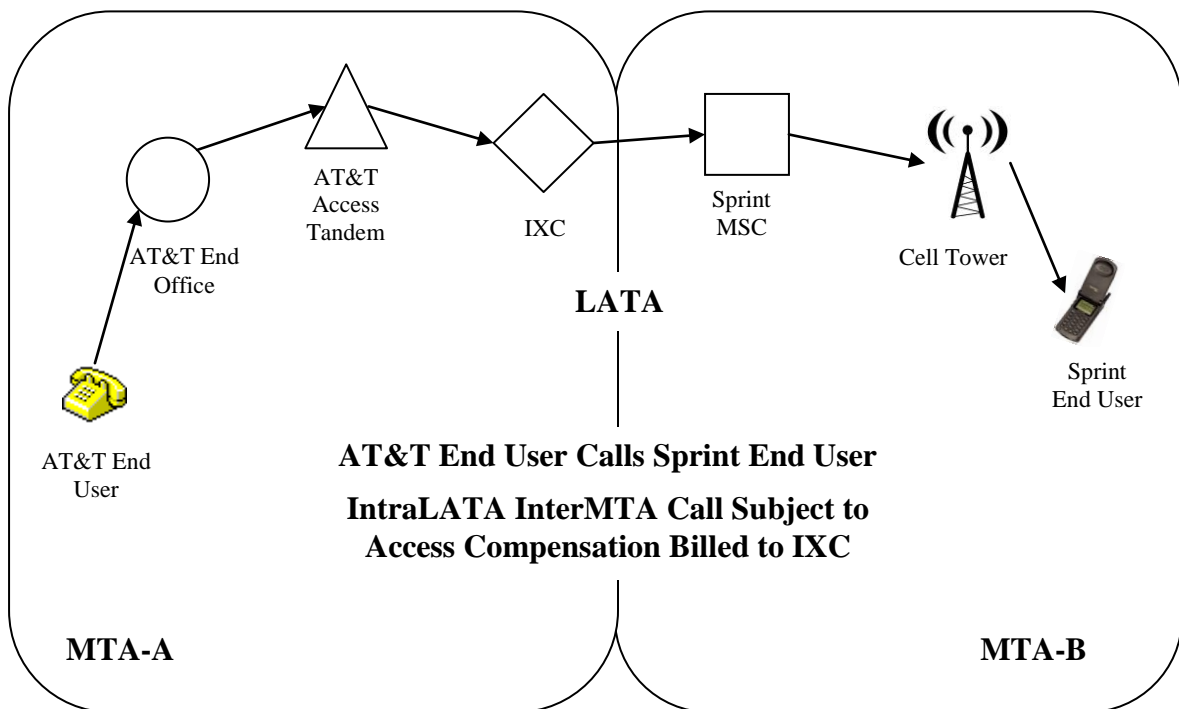 AT&T End
Office
AT&T
Access
Tandem
IXC
Sprint
MSC
Cell Tower
LATA
AT&T End
User
Sprint
End User
AT&T End User Calls Sprint End User
IntraLATA InterMTA Call Subject to
Access Compensation Billed to IXC
MTA-A
MTA-B